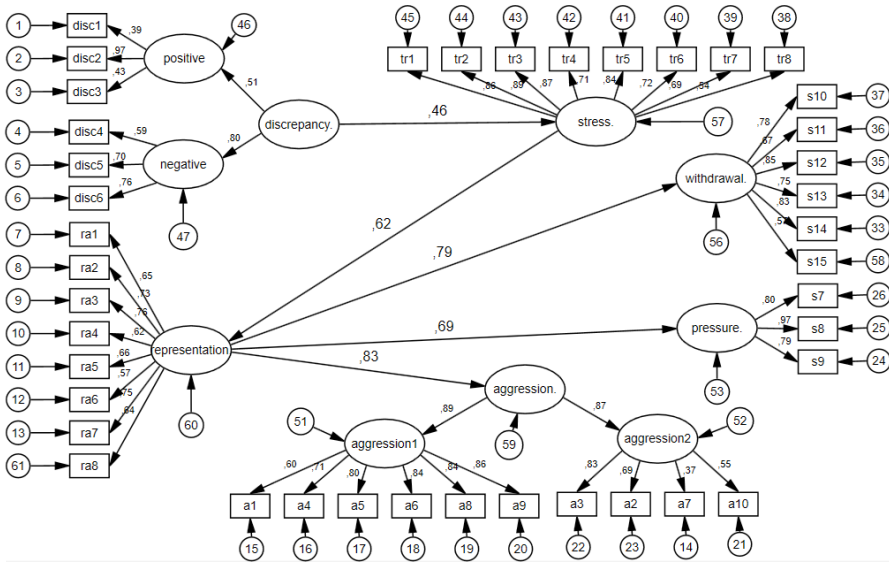 1 disc1 ,39
2 disc2 ,97
3 disc3 ,43
positive 46
,51
4 disc4 ,59
5 disc5 ,70
6 disc6 ,76
negative 47
,80
discrepancy.
,46
45 44 43 42 41 40 39 38
tr1 tr2 tr3 tr4 tr5 tr6 tr7 tr8
,86 ,89 ,87 ,71 ,84 ,72 ,69 ,54
stress. 57
,62
withdrawal. 56
,79
,78 s10 37
,67 s11 36
,85 s12 35
,75 s13 34
,83 s14 33
s15 58
7 ra1 ,65
8 ra2 ,73
9 ra3 ,76
10 ra4 ,62
11 ra5 ,66
12 ra6 ,57
13 ra7 ,75
61 ra8 ,64
representation
60
,69
pressure. 53
,80 s7 26
,97 s8 25
,79 s9 24
,83
aggression. 59
,89 ,87
51 aggression1
aggression2 52
,60 ,71 ,80 ,84 ,84 ,86
,83 ,69 ,37 ,55
a1 a4 a5 a6 a8 a9
a3 a2 a7 a10
15 16 17 18 19 20
22 23 14 21